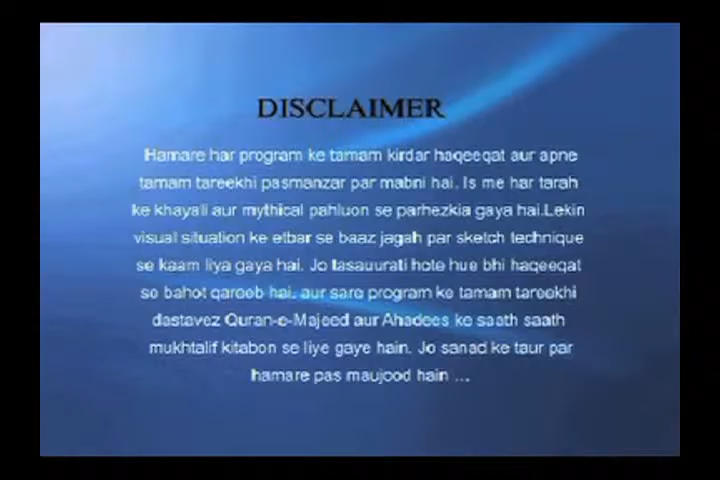 DISCLAIMER
Hamare har program ke tamam kirdar haqeeqat aur apne
tamam tareekhi pasmanzar par mabni hai. Is me har tarah
ke khayali aur mythical pahluon se parhezkia gaya hai.Lekin
visual situation ke etbar se baaz jagah par sketch technique
se kaam liya gaya hai. Jo tasauurati hote hue bhi haqeeqat
se bahot qareeb hai. aur sare program ke tamam tareekhi
dastavez Quran-e-Majeed aur Ahadees ke saath saath
mukhtalif kitabon se liye gaye hain. Jo sanad ke taur par
hamare pas maujood hain ...